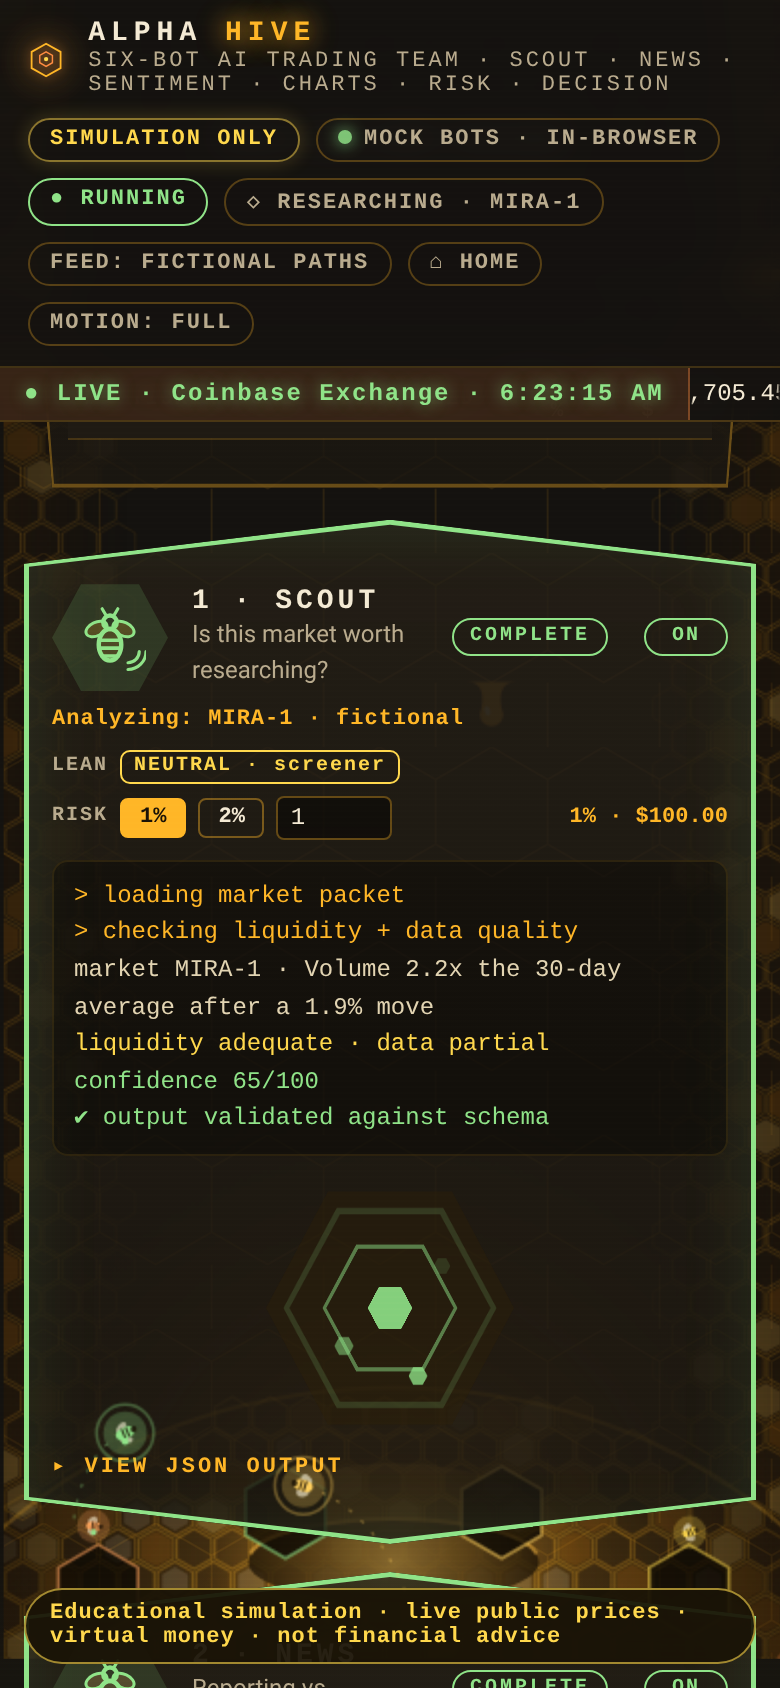 ALPHA HIVE
SIX-BOT AI TRADING TEAM · SCOUT · NEWS ·
SENTIMENT · CHARTS · RISK · DECISION
SIMULATION ONLY
MOCK BOTS · IN-BROWSER
● RUNNING
◇ RESEARCHING · MIRA-1
FEED: FICTIONAL PATHS
⌂ HOME
MOTION: FULL
● LIVE · Coinbase Exchange · 6:23:15 AM
,705.45
1 · SCOUT
Is this market worth
researching?
COMPLETE
ON
Analyzing: MIRA-1 · fictional
LEAN NEUTRAL · screener
RISK 1% 2% 1 1% · $100.00
> loading market packet
> checking liquidity + data quality
market MIRA-1 · Volume 2.2x the 30-day
average after a 1.9% move
liquidity adequate · data partial
confidence 65/100
✔ output validated against schema
▸ VIEW JSON OUTPUT
Educational simulation · live public prices ·
virtual money · not financial advice
2 · NEWS
Reporting vs
COMPLETE
ON